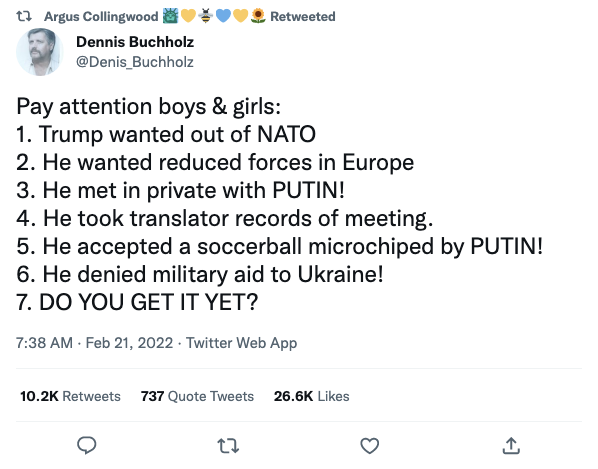 Argus Collingwood Retweeted
Dennis Buchholz
@Denis_Buchholz
Pay attention boys & girls:
1. Trump wanted out of NATO
2. He wanted reduced forces in Europe
3. He met in private with PUTIN!
4. He took translator records of meeting.
5. He accepted a soccerball microchiped by PUTIN!
6. He denied military aid to Ukraine!
7. DO YOU GET IT YET?
7:38 AM · Feb 21, 2022 · Twitter Web App
10.2K Retweets 737 Quote Tweets 26.6K Likes